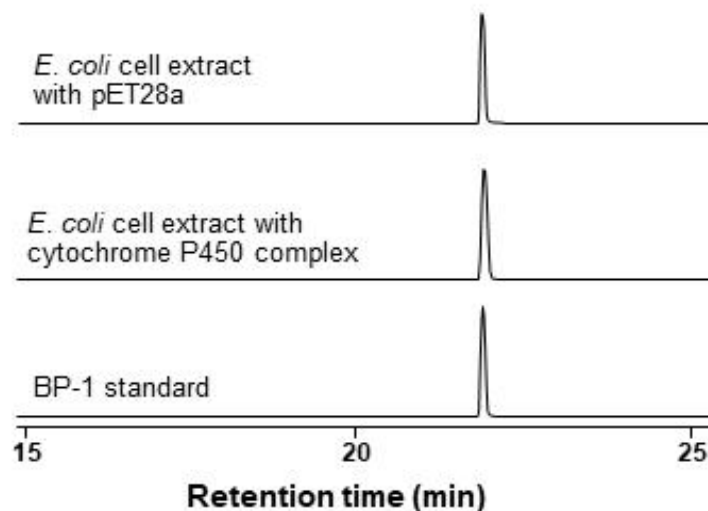 E. coli cell extract
with pET28a
E. coli cell extract with
cytochrome P450 complex
BP-1 standard
15 20 25
Retention time (min)